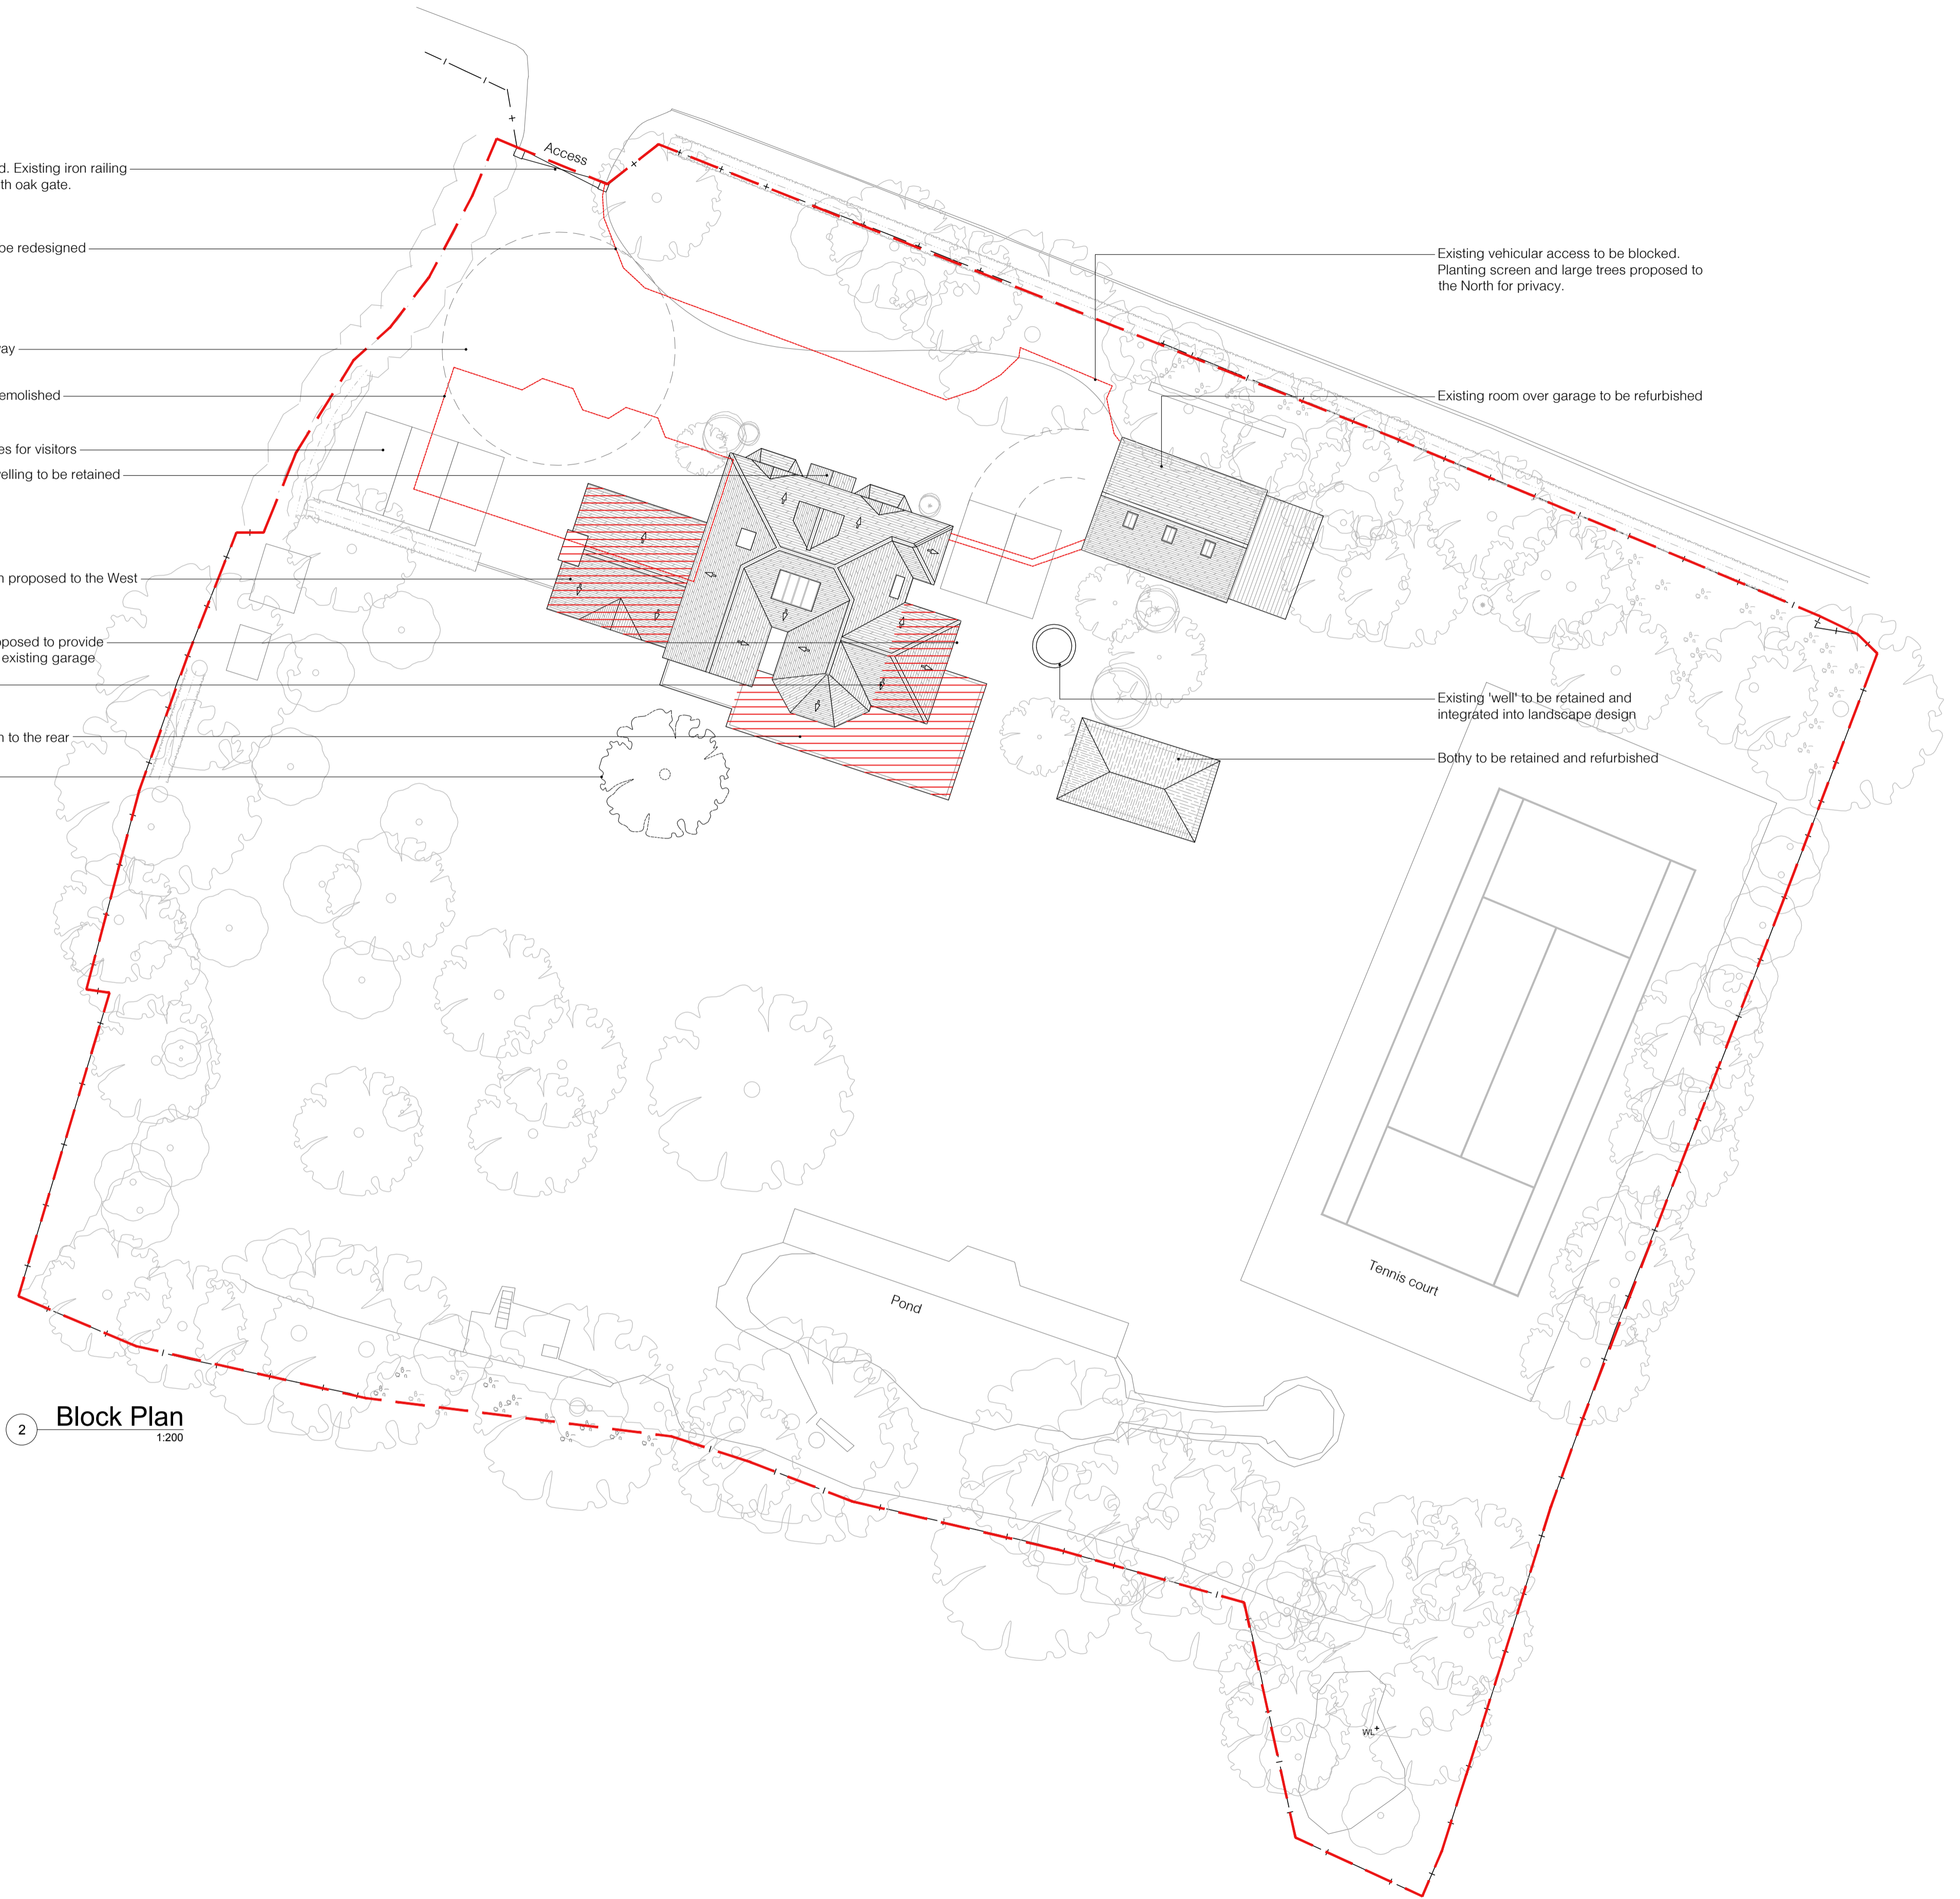 Access
d. Existing iron railing
th oak gate.
be redesigned
Existing vehicular access to be blocked.
Planting screen and large trees proposed to
the North for privacy.
way
Existing room over garage to be refurbished
emolished
es for visitors
elling to be retained
n proposed to the West
posed to provide
existing garage
Existing 'well' to be retained and
integrated into landscape design
n to the rear
Bothy to be retained and refurbished
Tennis court
Pond
2
Block Plan
1:200
WL